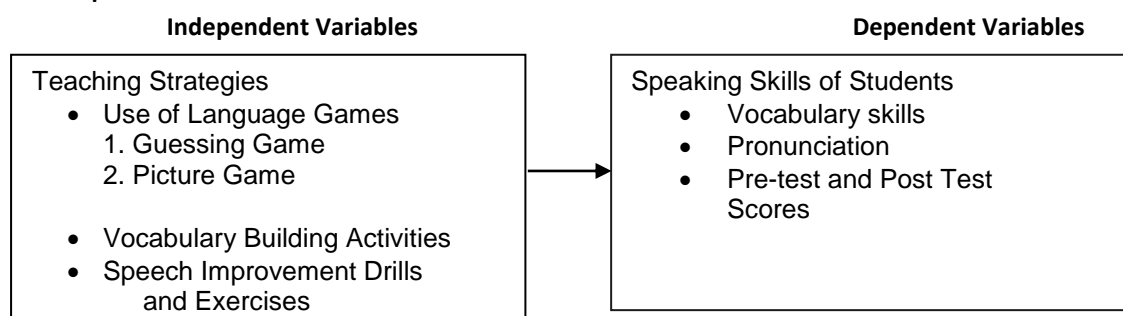 Independent Variables
Dependent Variables
Teaching Strategies
• Use of Language Games
1. Guessing Game
2. Picture Game
• Vocabulary Building Activities
• Speech Improvement Drills
and Exercises
Speaking Skills of Students
• Vocabulary skills
• Pronunciation
• Pre-test and Post Test
Scores